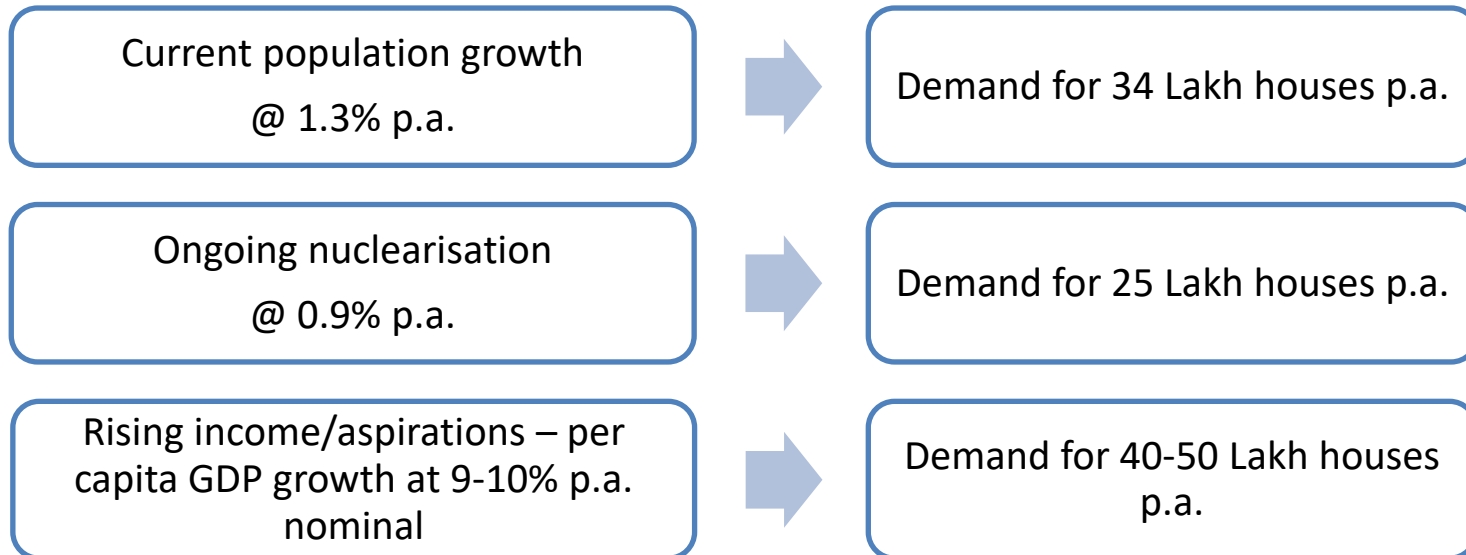 Current population growth
@ 1.3% p.a.
Demand for 34 Lakh houses p.a.
Ongoing nuclearisation
@ 0.9% p.a.
Demand for 25 Lakh houses p.a.
Rising income/aspirations – per
capita GDP growth at 9-10% p.a.
nominal
Demand for 40-50 Lakh houses
p.a.